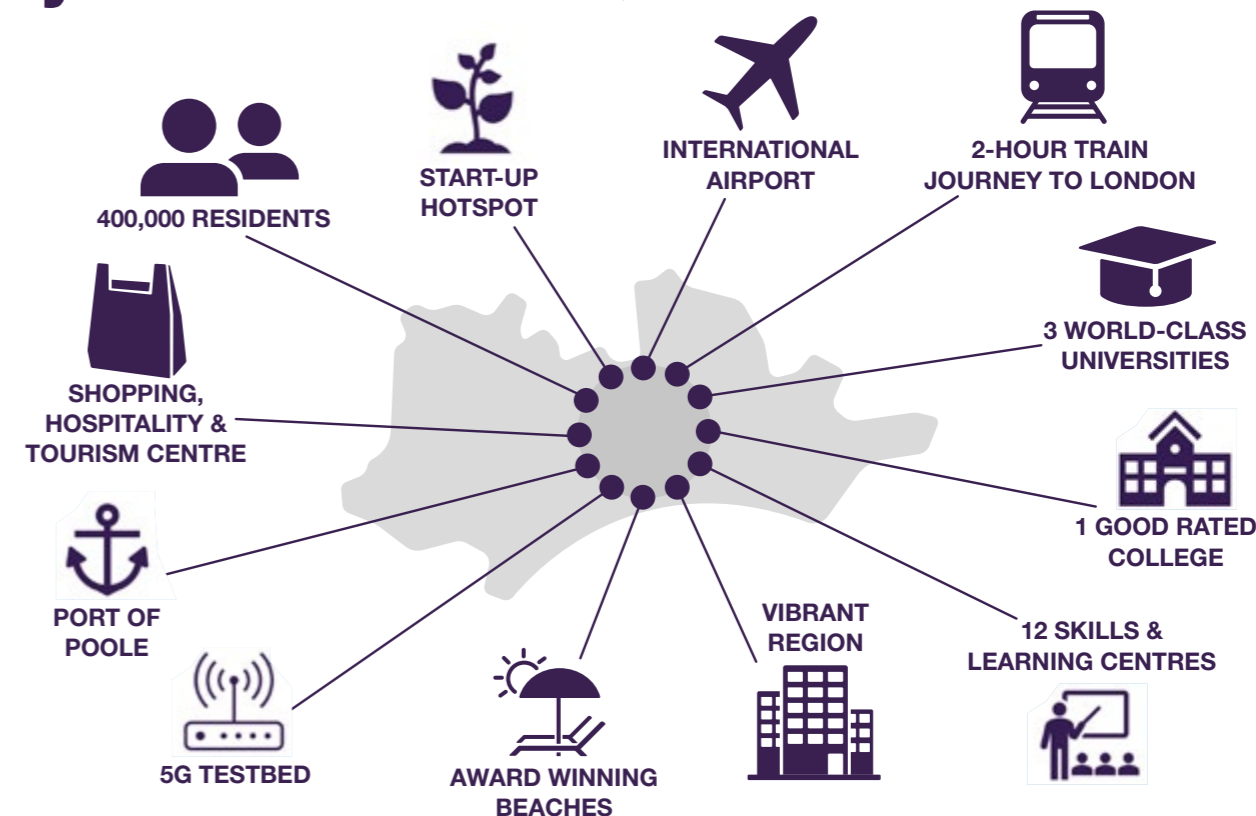 START-UP
HOTSPOT
INTERNATIONAL
AIRPORT
2-HOUR TRAIN
JOURNEY TO LONDON
400,000 RESIDENTS
3 WORLD-CLASS
UNIVERSITIES
SHOPPING,
HOSPITALITY &
TOURISM CENTRE
1 GOOD RATED
COLLEGE
PORT OF
POOLE
VIBRANT
REGION
12 SKILLS &
LEARNING CENTRES
5G TESTBED
AWARD WINNING
BEACHES